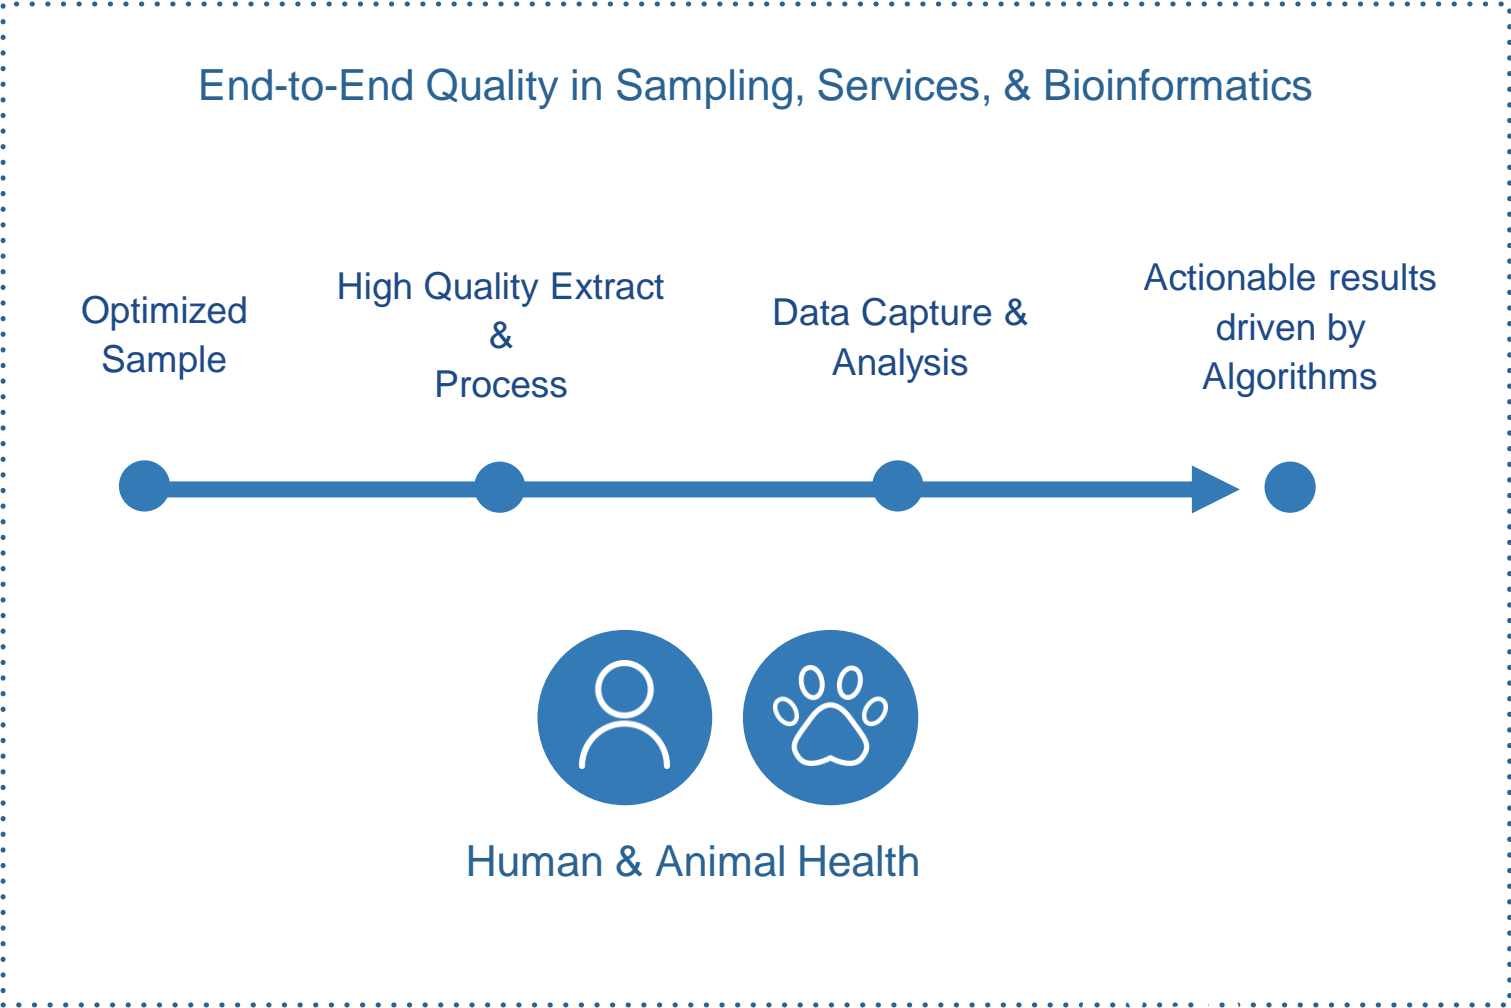 End-to-End Quality in Sampling, Services, & Bioinformatics
Optimized
Sample
High Quality Extract
&
Process
Data Capture &
Analysis
Actionable results
driven by
Algorithms
Human & Animal Health